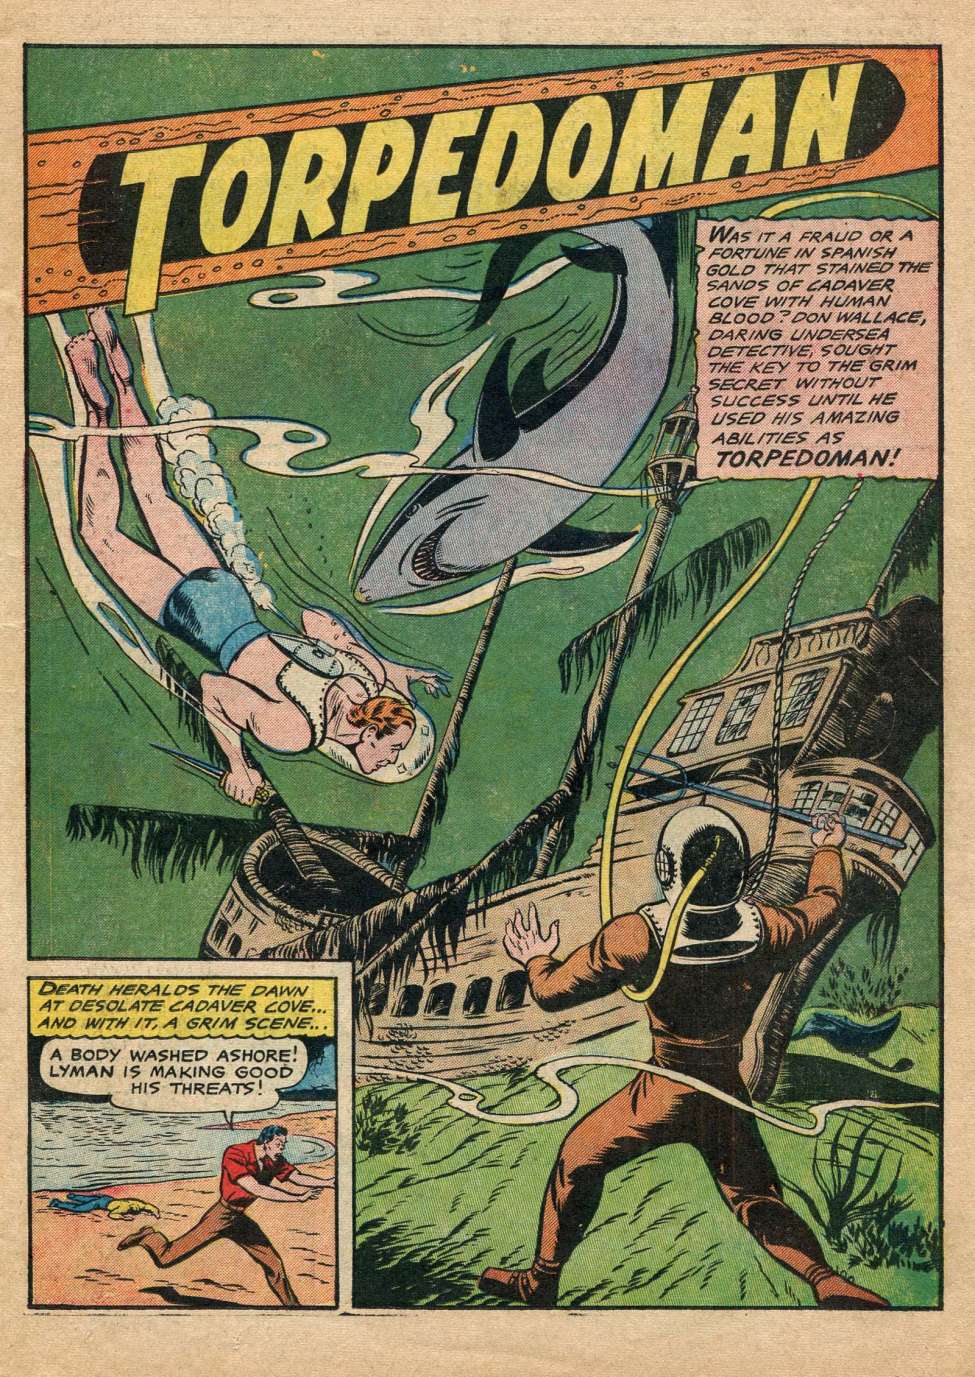 TORPEDOMAN
WAS IT A FRAUD OR A
FORTUNE IN SPANISH
GOLD THAT STAINED THE
SANDS OF CADAVER
COVE WITH HUMAN
BLOOD? DON WALLACE,
DARING UNDERSEA
DETECTIVE, SOUGHT
THE KEY TO THE GRIM
SECRET WITHOUT
SUCCESS UNTIL HE
USED HIS AMAZING
ABILITIES AS
TORPEDOMAN!
DEATH HERALDS THE DAWN
AT DESOLATE CADAVER COVE...
AND WITH IT, A GRIM SCENE...
A BODY WASHED ASHORE!
LYMAN IS MAKING GOOD
HIS THREATS!